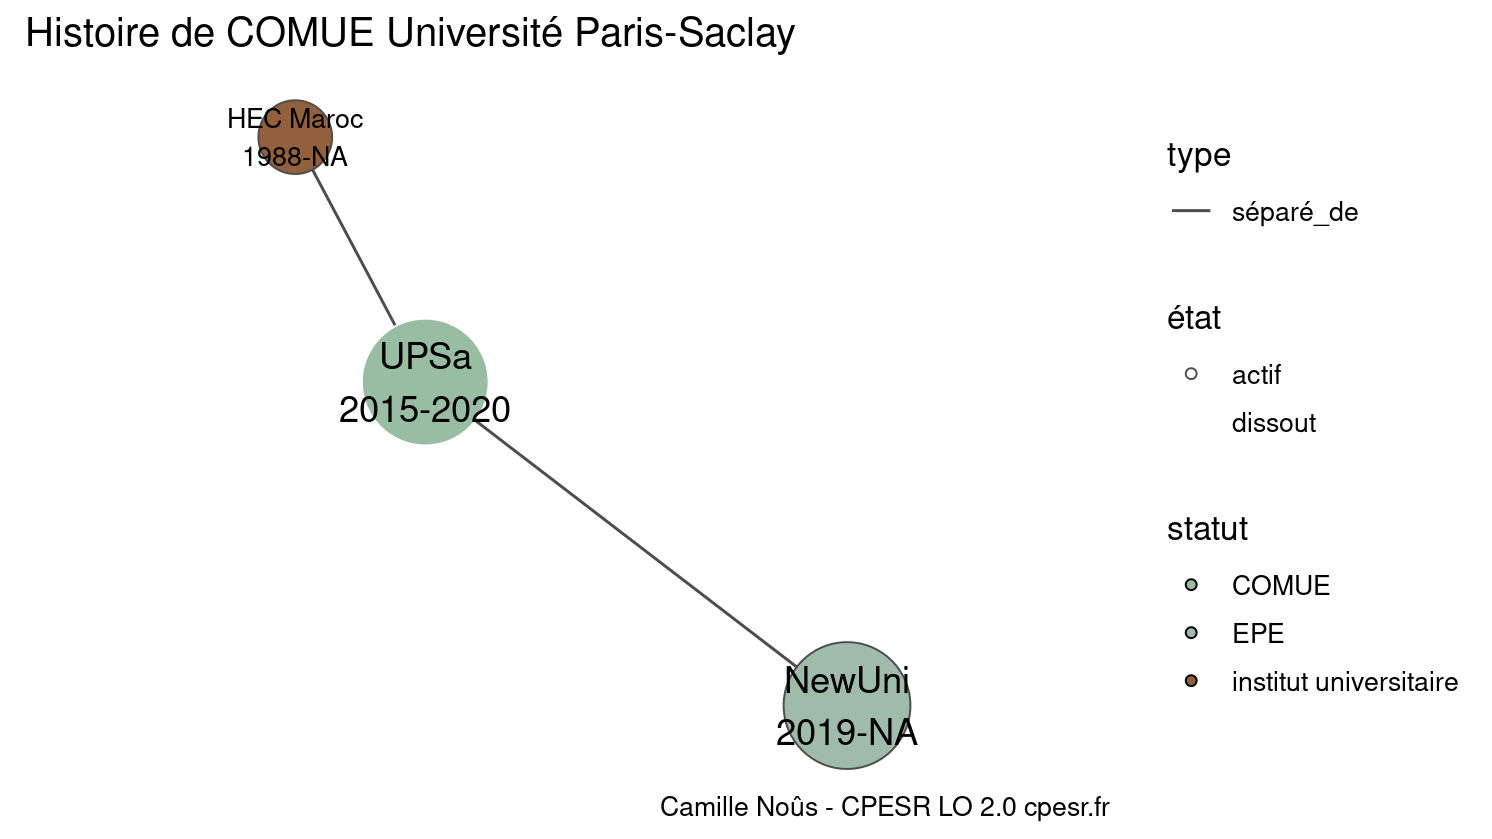 Histoire de COMUE Université Paris-Saclay
HEC Maroc
1988-NA
UPSa
2015-2020
NewUni
2019-NA
type
séparé_de
état
actif
dissout
statut
COMUE
EPE
institut universitaire
Camille Noûs - CPESR LO 2.0 cpesr.fr